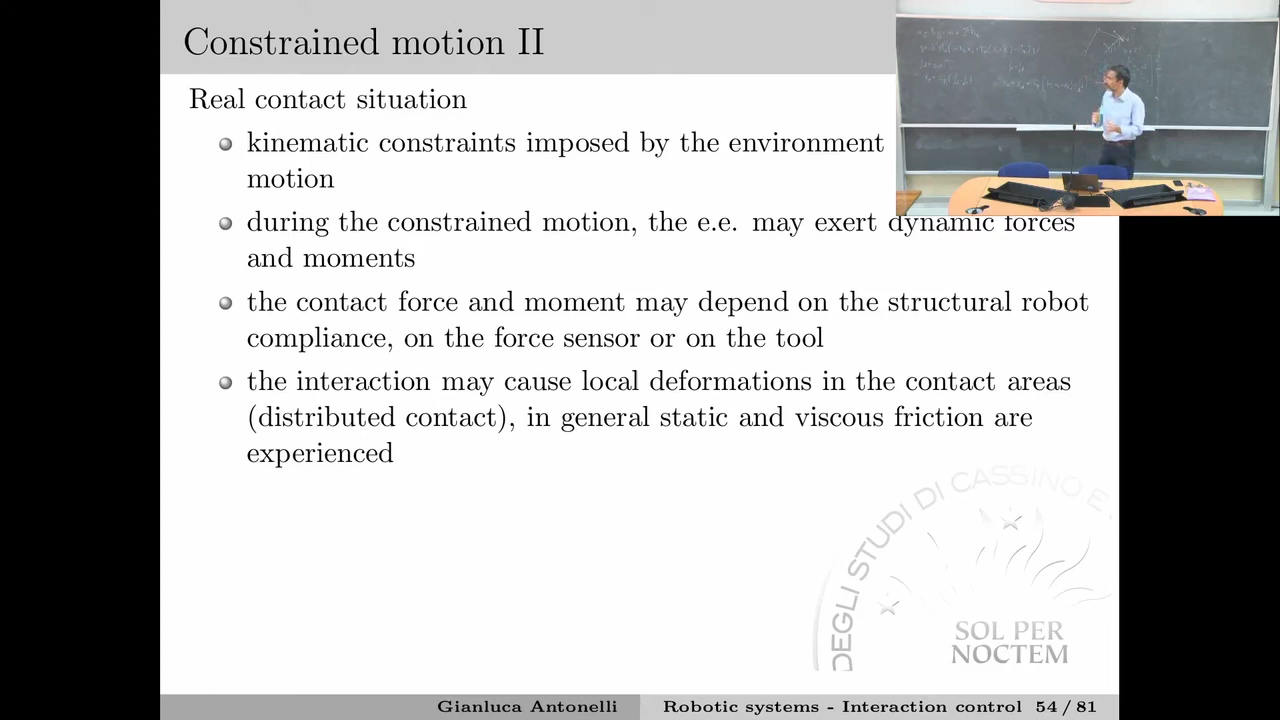 Constrained motion II
Real contact situation
kinematic constraints imposed by the environment
motion
during the constrained motion, the e.e. may exert dynamic forces
and moments
the contact force and moment may depend on the structural robot
compliance, on the force sensor or on the tool
the interaction may cause local deformations in the contact areas
(distributed contact), in general static and viscous friction are
experienced
DEGLI STUDI DI CASSINO E
SOL PER
NOCTEM
Gianluca Antonelli
Robotic systems - Interaction control 54 / 81